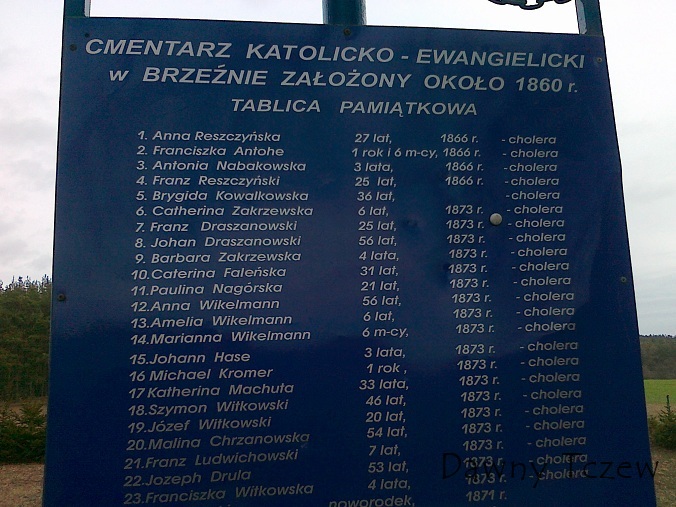 CMENTARZ KATOLICKO - EWANGIELICKI
w BRZEŹNIE ZAŁOŻONY OKOŁO 1860 r.
TABLICA PAMIĄTKOWA
1. Anna Reszczyńska 27 lat, 1866 r. - cholera
2. Franciszka Antohe 1 rok i 6 m-cy, 1866 r. - cholera
3. Antonia Nabakowska 3 lata, 1866 r. - cholera
4. Franz Reszczyński 25 lat, 1866 r. - cholera
5. Brygida Kowalkowska 36 lat, - cholera
6. Catherina Zakrzewska 6 lat, 1873 r. - cholera
7. Franz Draszanowski 25 lat, 1873 r. - cholera
8. Johan Draszanowski 56 lat, 1873 r. - cholera
9. Barbara Zakrzewska 4 lata, 1873 r. - cholera
10. Caterina Faleńska 31 lat, 1873 r. - cholera
11. Paulina Nagórska 21 lat, 1873 r. - cholera
12. Anna Wikelmann 56 lat, 1873 r. - cholera
13. Amelia Wikelmann 6 lat, 1873 r. - cholera
14. Marianna Wikelmann 6 m-cy, 1873 r. - cholera
15. Johann Hase 3 lata, 1873 r. - cholera
16 Michael Kromer 1 rok , 1873 r. - cholera
17 Katherina Machuta 33 lata, 1873 r. - cholera
18. Szymon Witkowski 46 lat, 1873 r. - cholera
19. Józef Witkowski 20 lat, 1873 r. - cholera
20. Malina Chrzanowska 54 lat, 1873 r. - cholera
21. Franz Ludwichowski 7 lat, 1873 r. - cholera
22. Jozeph Drula 53 lat, 1873 r. - cholera
23. Franciszka Witkowska 4 lata, 1873 r. - cholera
noworodek, 1871 r.
Dawny Tczew